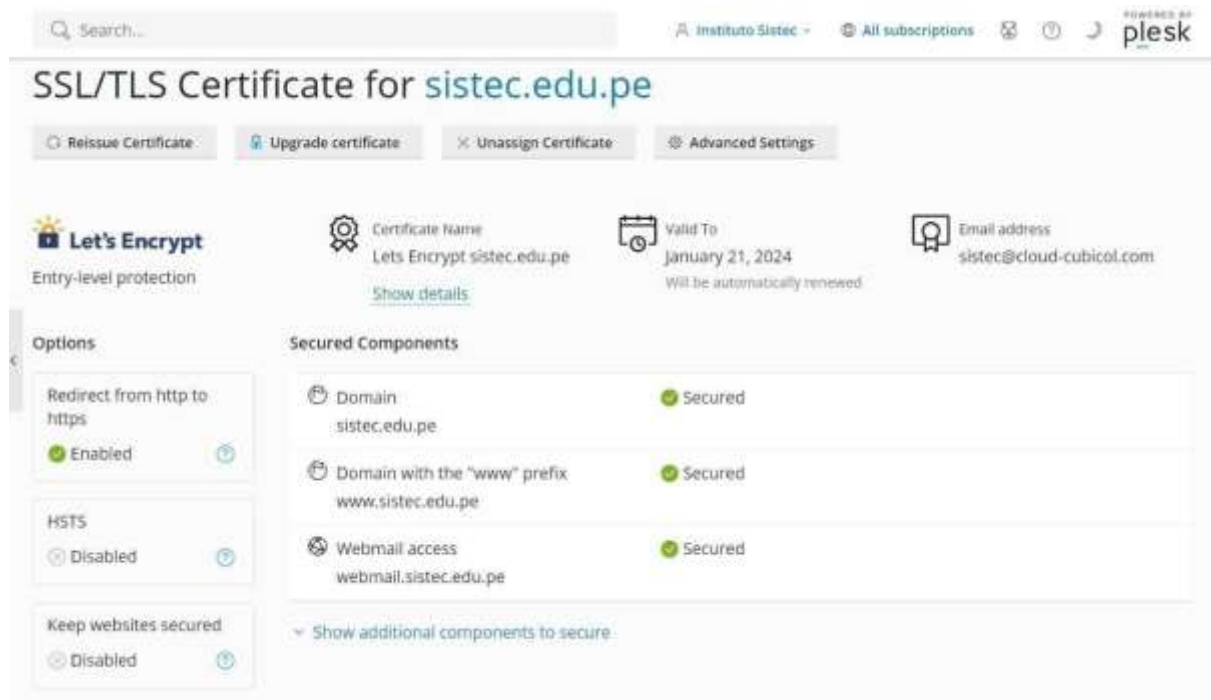 Search...
Instituto Sistec
All subscriptions
POWERED BY
plesk
SSL/TLS Certificate for sistec.edu.pe
Reissue Certificate
Upgrade certificate
Unassign Certificate
Advanced Settings
Let's Encrypt
Entry-level protection
Certificate Name
Lets Encrypt sistec.edu.pe
Show details
Valid To
January 21, 2024
Will be automatically renewed
Email address
sistec@cloud-cubicol.com
Options
Redirect from http to
https
Enabled
HSTS
Disabled
Keep websites secured
Disabled
Secured Components
Domain
sistec.edu.pe
Secured
Domain with the "www" prefix
www.sistec.edu.pe
Secured
Webmail access
webmail.sistec.edu.pe
Secured
Show additional components to secure